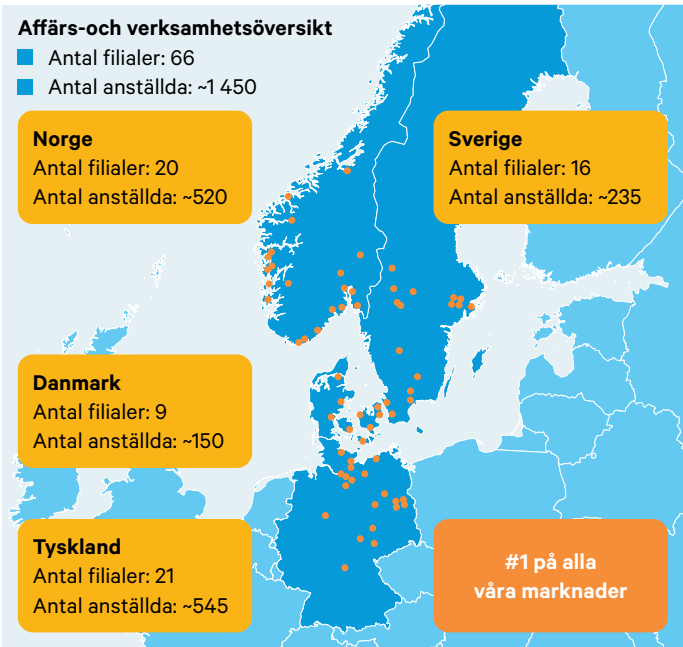 Affärs-och verksamhetsöversikt
Antal filialer: 66
Antal anställda: ~1 450
Norge
Antal filialer: 20
Antal anställda: ~520
Sverige
Antal filialer: 16
Antal anställda: ~235
Danmark
Antal filialer: 9
Antal anställda: ~150
Tyskland
Antal filialer: 21
Antal anställda: ~545
#1 på alla
våra marknader